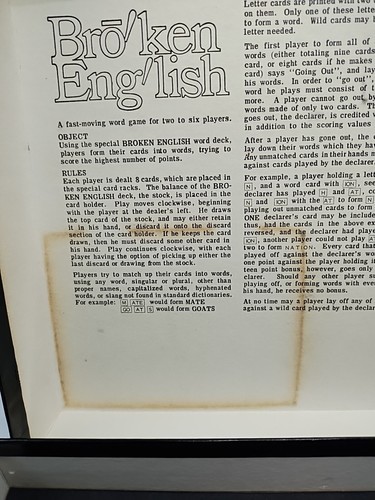 Brō/ken
Eng/lish
A fast-moving word game for two to six players.
OBJECT
Using the special BROKEN ENGLISH word deck,
players form their cards into words, trying to
score the highest number of points.
RULES
Each player is dealt 8 cards, which are placed in
the special card racks. The balance of the BRO-
KEN ENGLISH deck, the stock, is placed in the
card holder. Play moves clockwise, beginning
with the player at the dealer's left. He draws
the top card of the stock, and may either retain
it in his hand, or discard it onto the discard
section of the card holder. If he keeps the card
drawn, then he must discard some other card in
his hand. Play continues clockwise, with each
player having the option of picking up either the
last discard or drawing from the stock.
Players try to match up their cards into words,
using any word, singular or plural, other than
proper names, capitalized words, hyphenated
words, or slang not found in standard dictionaries.
For example: M ATE would form MATE
GO AT S would form GOATS
Letter cards are printed with two
on them. Only one of these letter
to form a word. Wild cards may b
letter needed.
The first player to form all of
words (either totaling nine cards
card, or eight cards if he makes
card) says "Going Out", and lay
his words. In order to "go out",
word he plays must consist of t
more. A player cannot go out by
words made of only two cards. Th
goes out, the declarer, is credited w
in addition to the scoring values
After a player has gone out, the
lay down their words which they hav
Any unmatched cards in their hands m
against cards played by the declarer.
For example, a player holding a lette
N, and a word card with ION, see
declarer has played N and AT, co
N and ION with the AT to form N
playing out unmatched cards to for
ONE declarer's card may be include
thus, had the cards in the above ex
reversed, and the declarer had playe
ION, another player could not play AT
two to form NATION. Every card tha
played off against the declarer's wo
one point against the player holding it
teen point bonus, however, goes only
clarer. Should any other player su
playing off, or forming words with ever
his hand, he receives no bonus.
At no time may a player lay off any of
against a wild card played by the declar